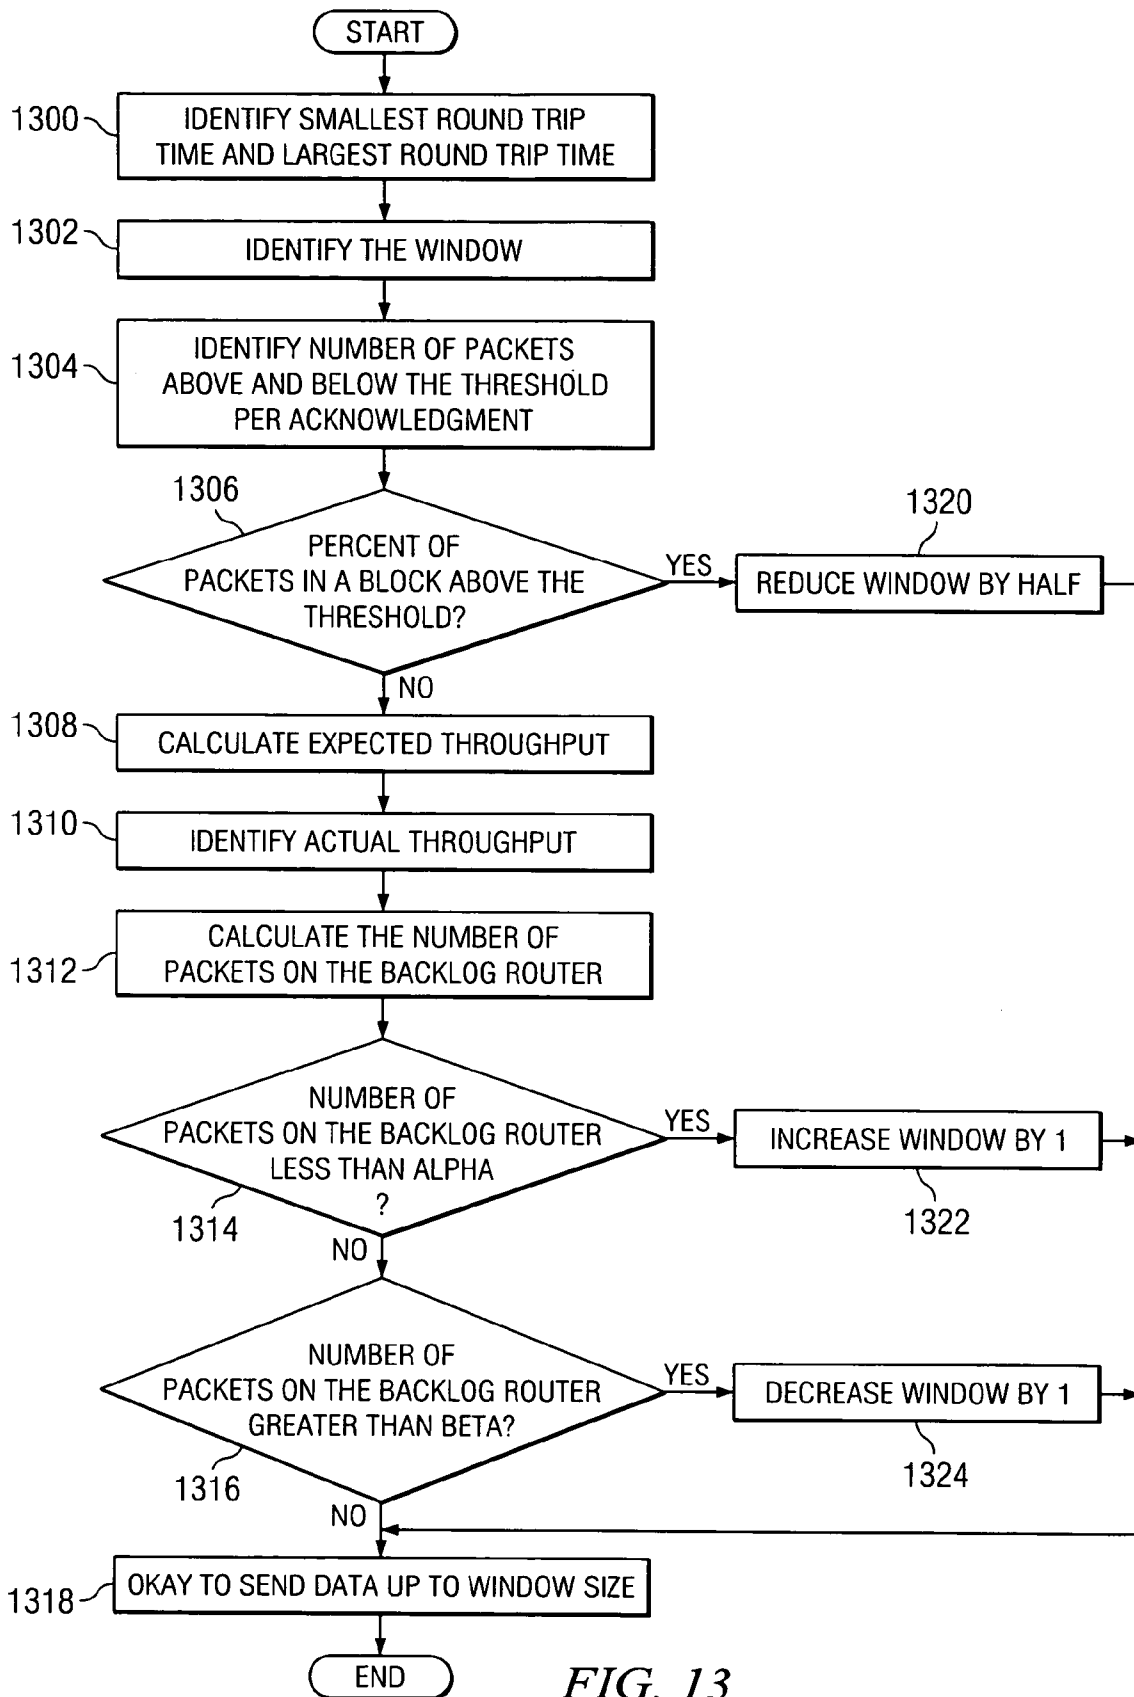 START
1300
IDENTIFY SMALLEST ROUND TRIP
TIME AND LARGEST ROUND TRIP TIME
1302
IDENTIFY THE WINDOW
1304
IDENTIFY NUMBER OF PACKETS
ABOVE AND BELOW THE THRESHOLD
PER ACKNOWLEDGMENT
1306
PERCENT OF
PACKETS IN A BLOCK ABOVE THE
THRESHOLD?
YES
1320
REDUCE WINDOW BY HALF
NO
1308
CALCULATE EXPECTED THROUGHPUT
1310
IDENTIFY ACTUAL THROUGHPUT
1312
CALCULATE THE NUMBER OF
PACKETS ON THE BACKLOG ROUTER
NUMBER OF
PACKETS ON THE BACKLOG ROUTER
LESS THAN ALPHA
?
1314
YES
INCREASE WINDOW BY 1
1322
NO
NUMBER OF
PACKETS ON THE BACKLOG ROUTER
GREATER THAN BETA?
1316
YES
DECREASE WINDOW BY 1
1324
NO
1318
OKAY TO SEND DATA UP TO WINDOW SIZE
END
FIG. 13